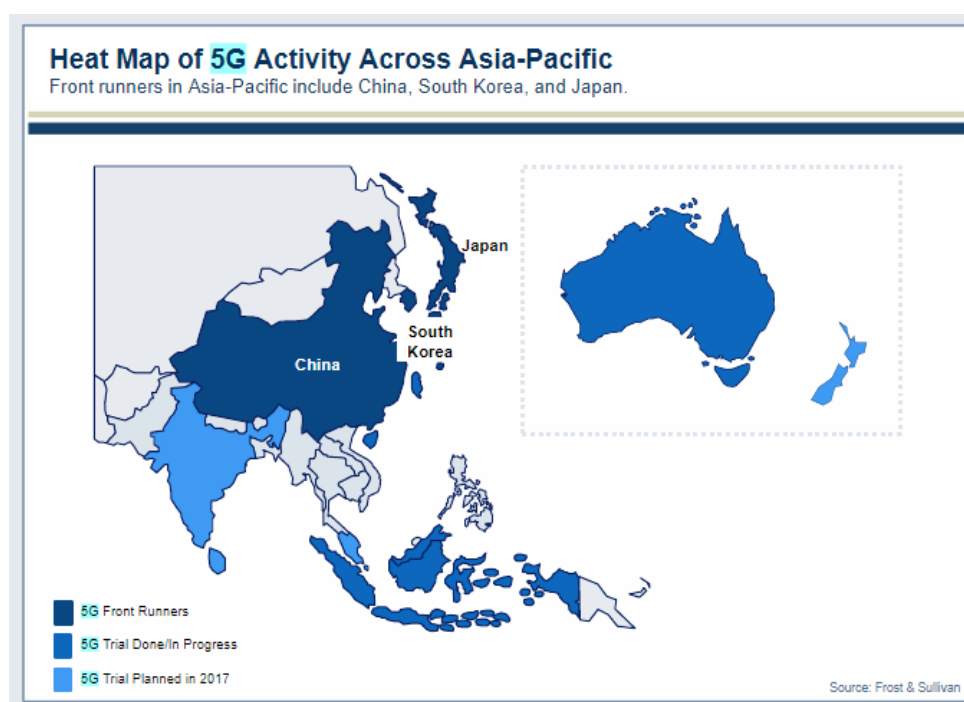 Heat Map of 5G Activity Across Asia-Pacific
Front runners in Asia-Pacific include China, South Korea, and Japan.
Japan
South
Korea
China
5G Front Runners
5G Trial Done/In Progress
5G Trial Planned in 2017
Source: Frost & Sullivan